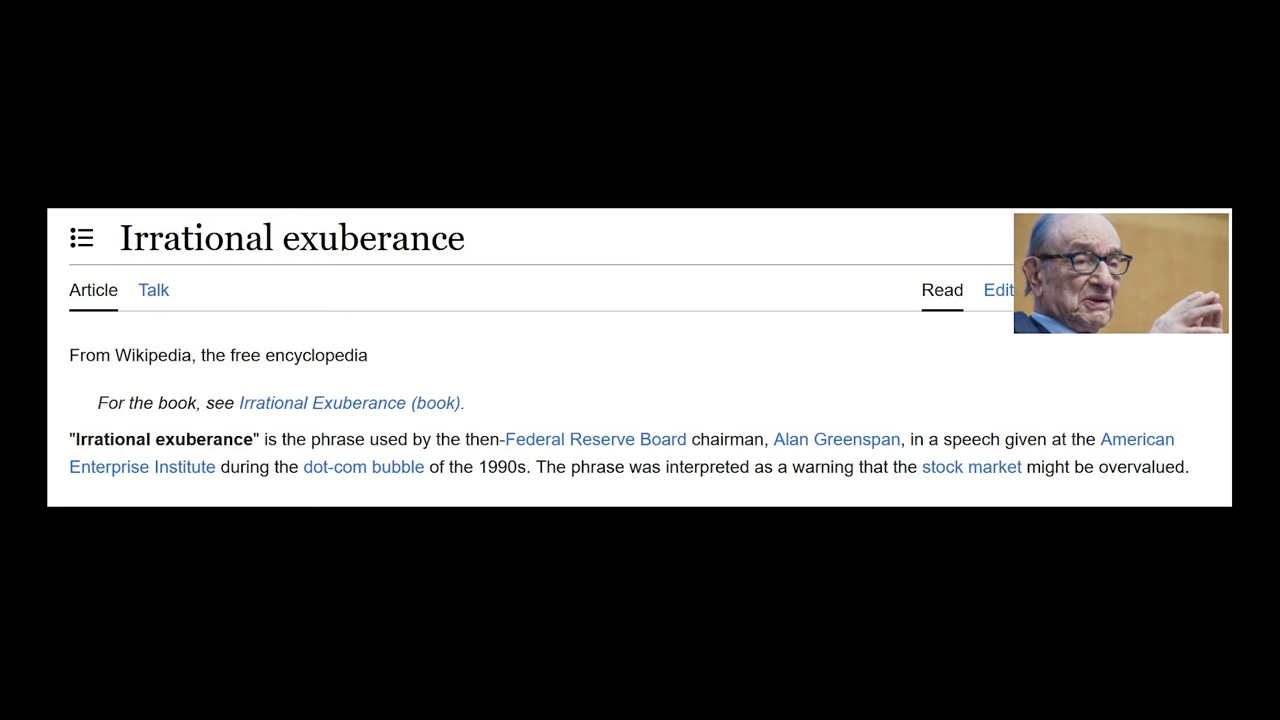 Irrational exuberance
Article Talk Read Edit
From Wikipedia, the free encyclopedia
For the book, see Irrational Exuberance (book).
"Irrational exuberance" is the phrase used by the then-Federal Reserve Board chairman, Alan Greenspan, in a speech given at the American
Enterprise Institute during the dot-com bubble of the 1990s. The phrase was interpreted as a warning that the stock market might be overvalued.